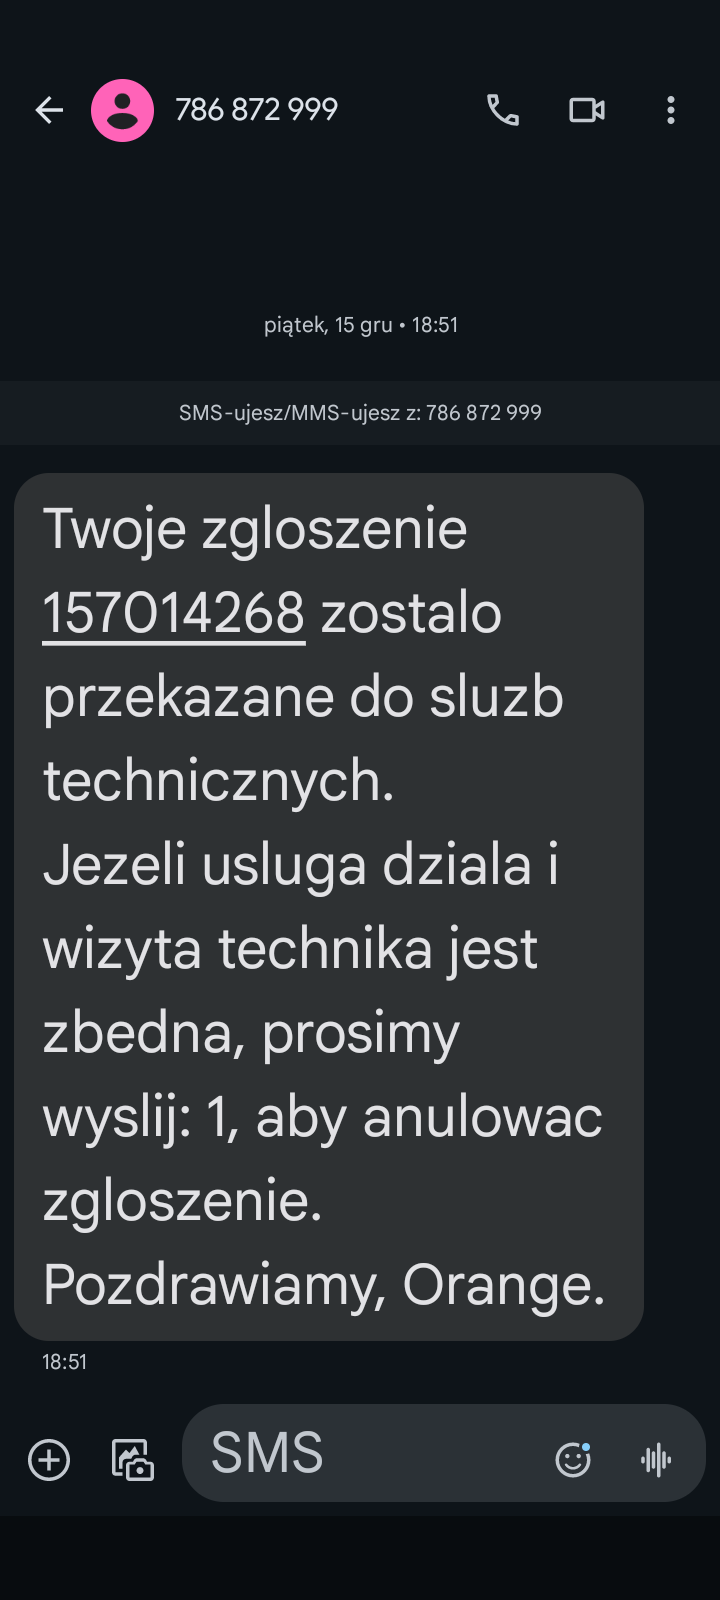 786 872 999
piątek, 15 gru • 18:51
SMS-ujesz/MMS-ujesz z: 786 872 999
Twoje zgloszenie
157014268 zostalo
przekazane do sluzb
technicznych.
Jezeli usluga dziala i
wizyta technika jest
zbedna, prosimy
wyslij: 1, aby anulowac
zgloszenie.
Pozdrawiamy, Orange.
18:51
SMS